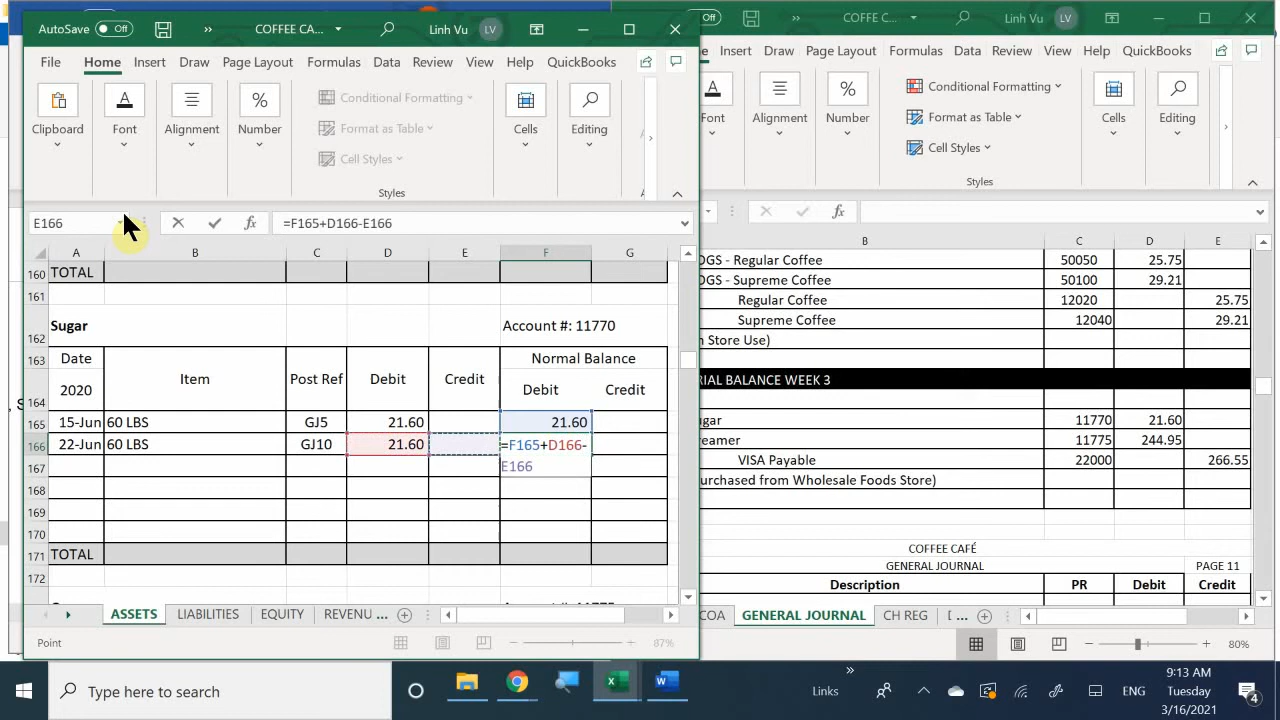 AutoSave Off COFFEE CA... Linh Vu LV
File Home Insert Draw Page Layout Formulas Data Review View Help QuickBooks
Clipboard Font Alignment Number
Conditional Formatting
Format as Table
Cell Styles
Styles
Cells Editing
E166 fx =F165+D166-E166
A B C D E F G
160 TOTAL
161
162 Sugar Account #: 11770
163 Date Normal Balance
164 2020 Item Post Ref Debit Credit Debit Credit
165 15-Jun 60 LBS GJ5 21.60 21.60
166 22-Jun 60 LBS GJ10 21.60 =F165+D166-
E166
167
168
169
170
171 TOTAL
172
ASSETS LIABILITIES EQUITY REVENU ...
Point 87%
Off COFFE C... Linh Vu LV
Insert Draw Page Layout Formulas Data Review View Help QuickBooks
Font Alignment Number
Conditional Formatting
Format as Table
Cell Styles
Styles
Cells Editing
fx
B C D E
OGS - Regular Coffee 50050 25.75
OGS - Supreme Coffee 50100 29.21
Regular Coffee 12020 25.75
Supreme Coffee 12040 29.21
n Store Use)
RIAL BALANCE WEEK 3
ugar 11770 21.60
reamer 11775 244.95
VISA Payable 22000 266.55
urchased from Wholesale Foods Store)
COFFEE CAFÉ
GENERAL JOURNAL PAGE 11
Description PR Debit Credit
COA GENERAL JOURNAL CH REG
80%
Type here to search
Links
ENG
9:13 AM
Tuesday
3/16/2021
4